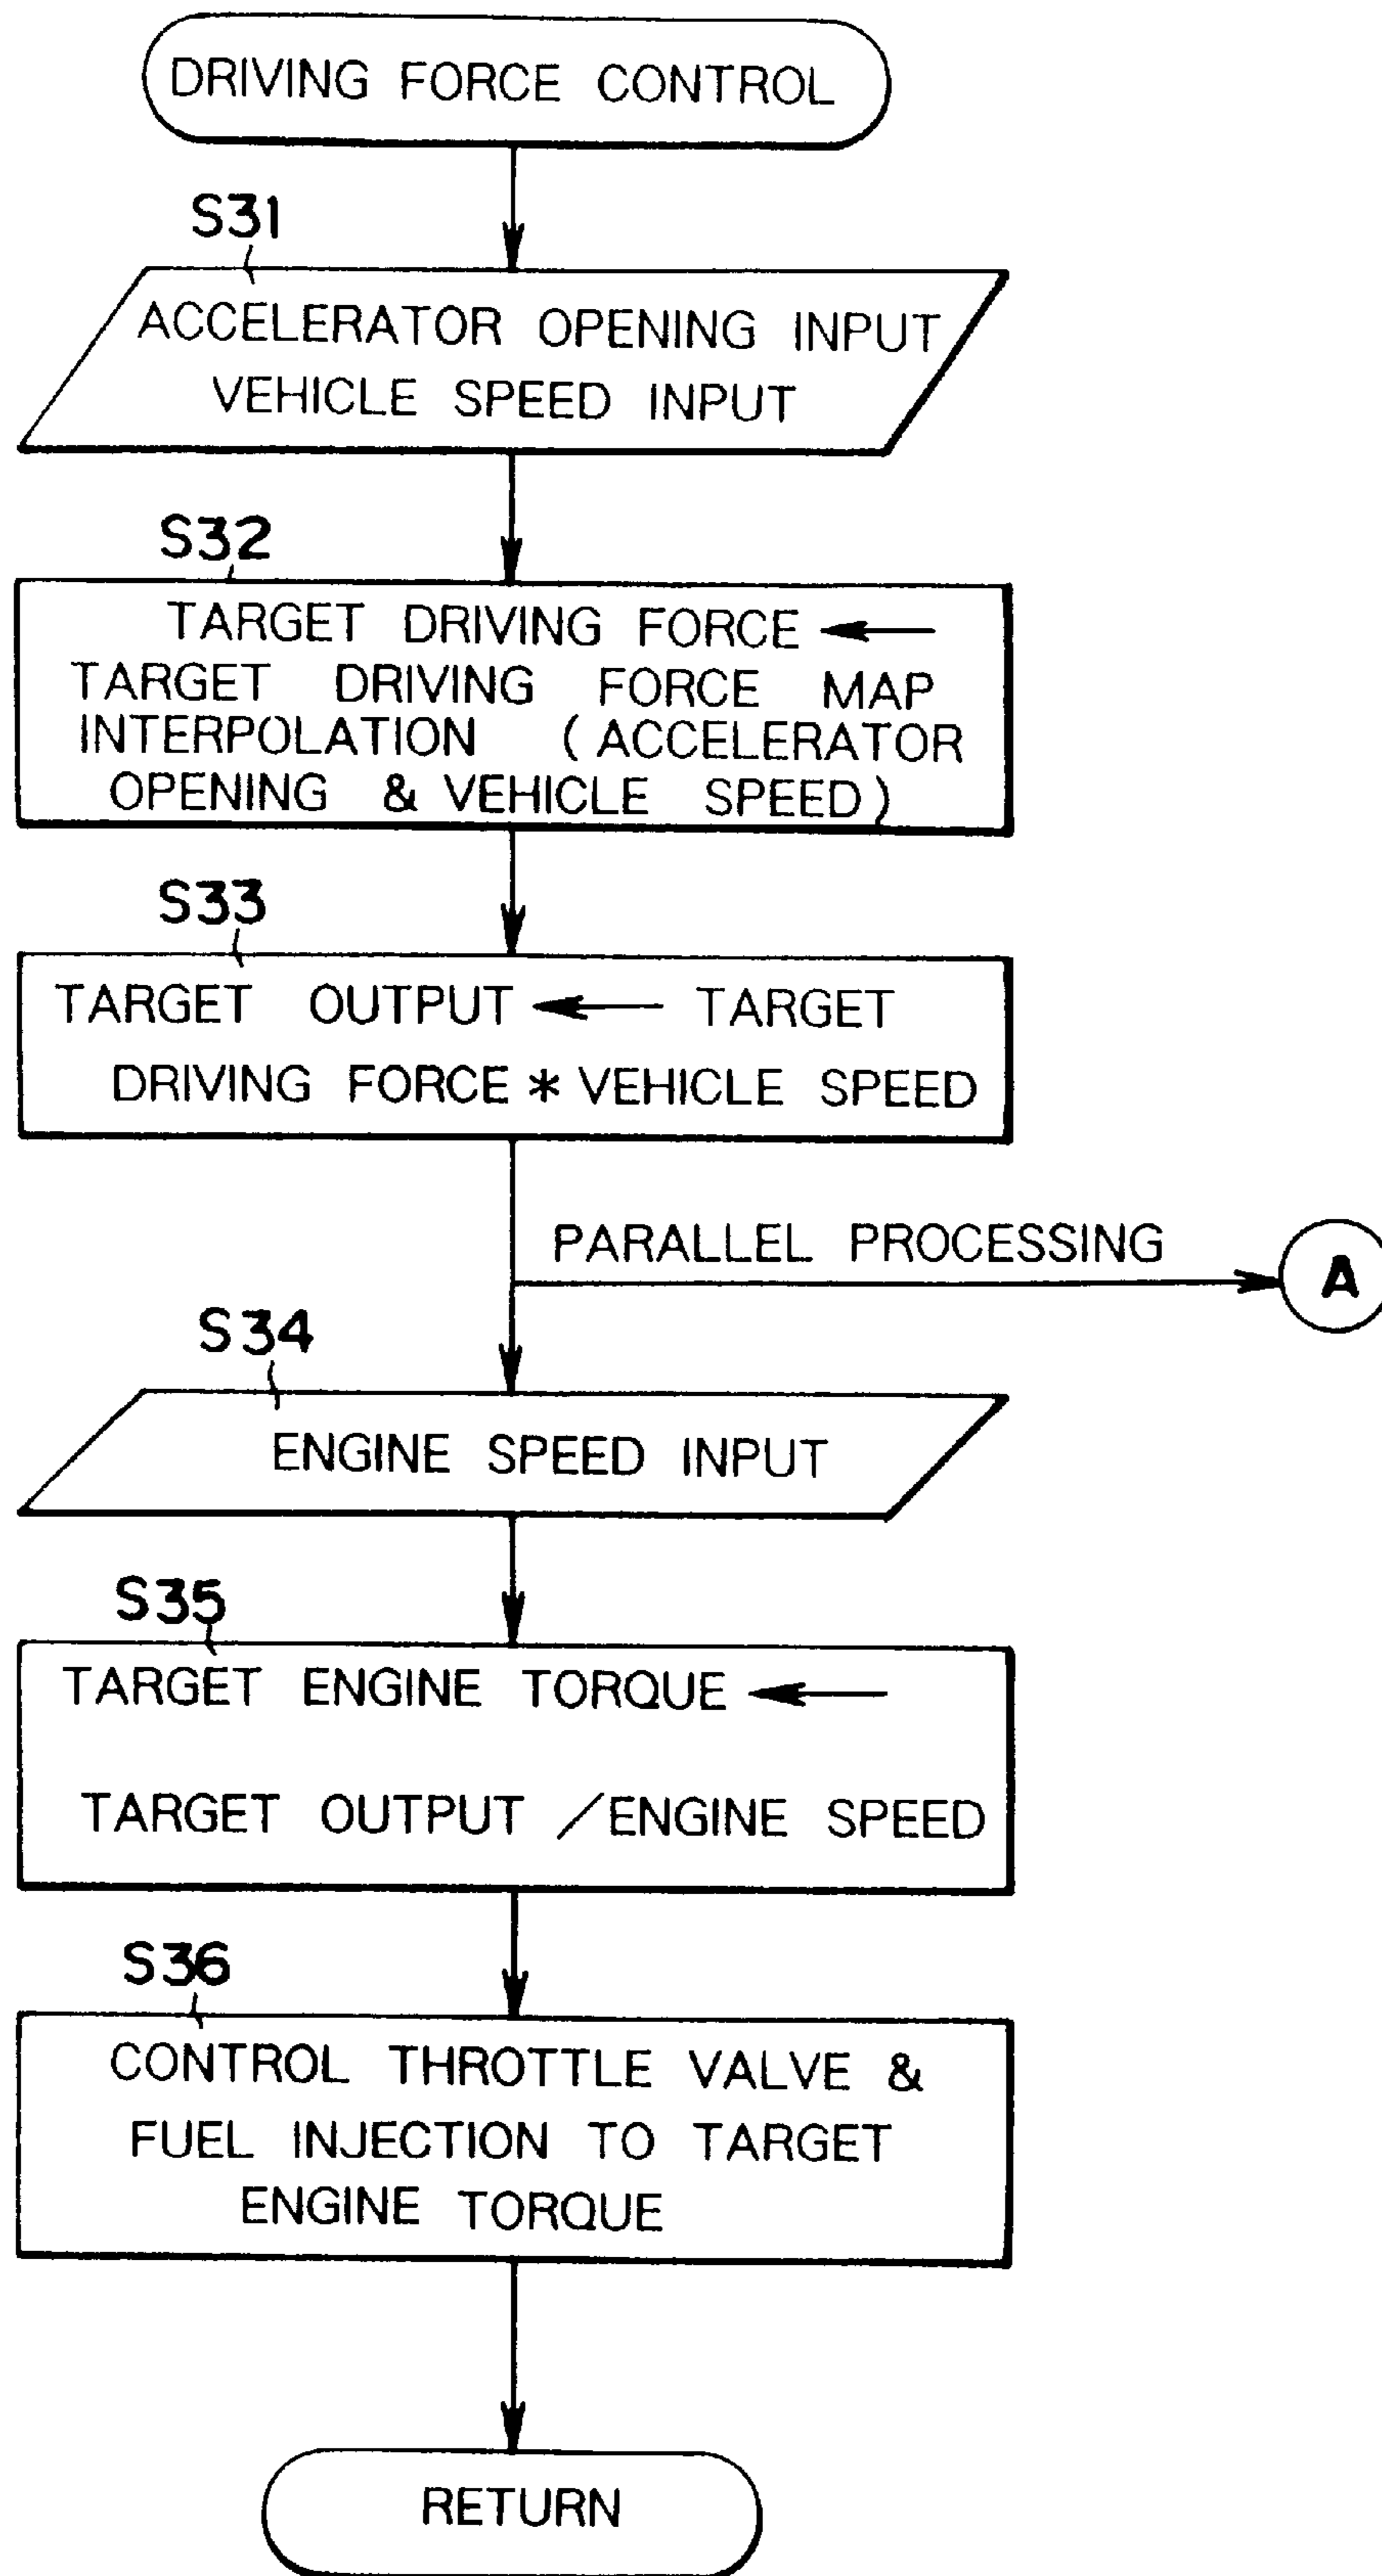 DRIVING FORCE CONTROL
S31
ACCELERATOR OPENING INPUT
VEHICLE SPEED INPUT
S32
TARGET DRIVING FORCE ←
TARGET DRIVING FORCE MAP
INTERPOLATION (ACCELERATOR
OPENING & VEHICLE SPEED)
S33
TARGET OUTPUT ← TARGET
DRIVING FORCE * VEHICLE SPEED
PARALLEL PROCESSING
A
S34
ENGINE SPEED INPUT
S35
TARGET ENGINE TORQUE ←
TARGET OUTPUT /ENGINE SPEED
S36
CONTROL THROTTLE VALVE &
FUEL INJECTION TO TARGET
ENGINE TORQUE
RETURN